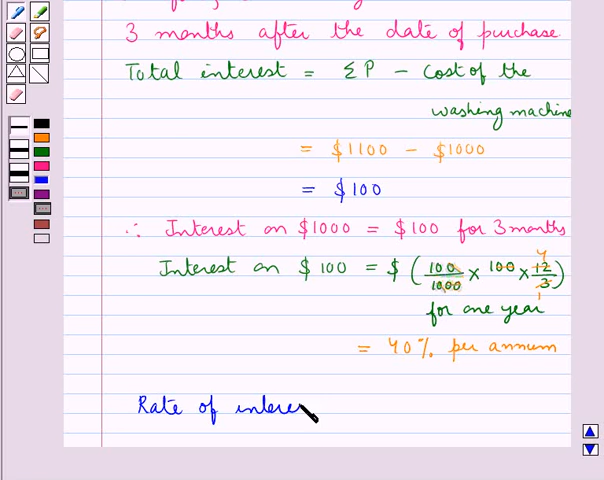 3 months after the date of purchase.
Total interest = ΣP - Cost of the
washing machine
= $1100 - $1000
= $100
∴ Interest on $1000 = $100 for 3 months
Interest on $100 = $ (100/1000 × 100 × 12/3) 4 1
for one year
= 40% per annum
Rate of intere